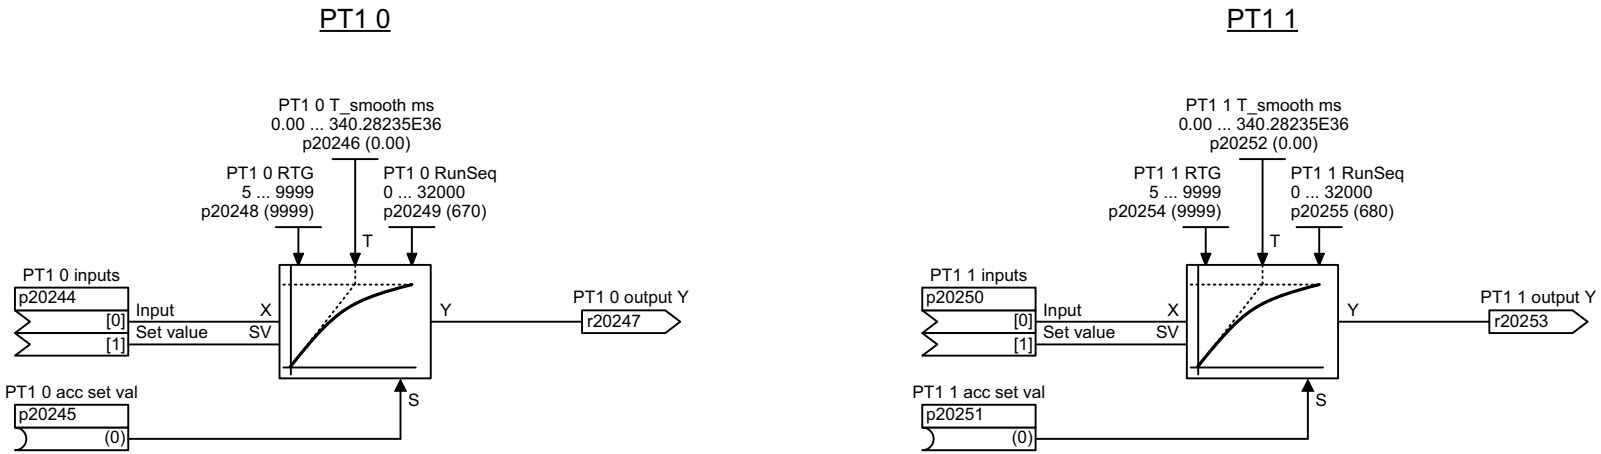 PT1 0
PT1 0 T_smooth ms
0.00 ... 340.28235E36
p20246 (0.00)
PT1 0 RTG
5 ... 9999
p20248 (9999)
PT1 0 RunSeq
0 ... 32000
p20249 (670)
T
PT1 0 inputs
p20244
[0]
Input
X
[1]
Set value
SV
Y
PT1 0 output Y
r20247
PT1 0 acc set val
p20245
(0)
S
PT1 1
PT1 1 T_smooth ms
0.00 ... 340.28235E36
p20252 (0.00)
PT1 1 RTG
5 ... 9999
p20254 (9999)
PT1 1 RunSeq
0 ... 32000
p20255 (680)
T
PT1 1 inputs
p20250
[0]
Input
X
[1]
Set value
SV
Y
PT1 1 output Y
r20253
PT1 1 acc set val
p20251
(0)
S